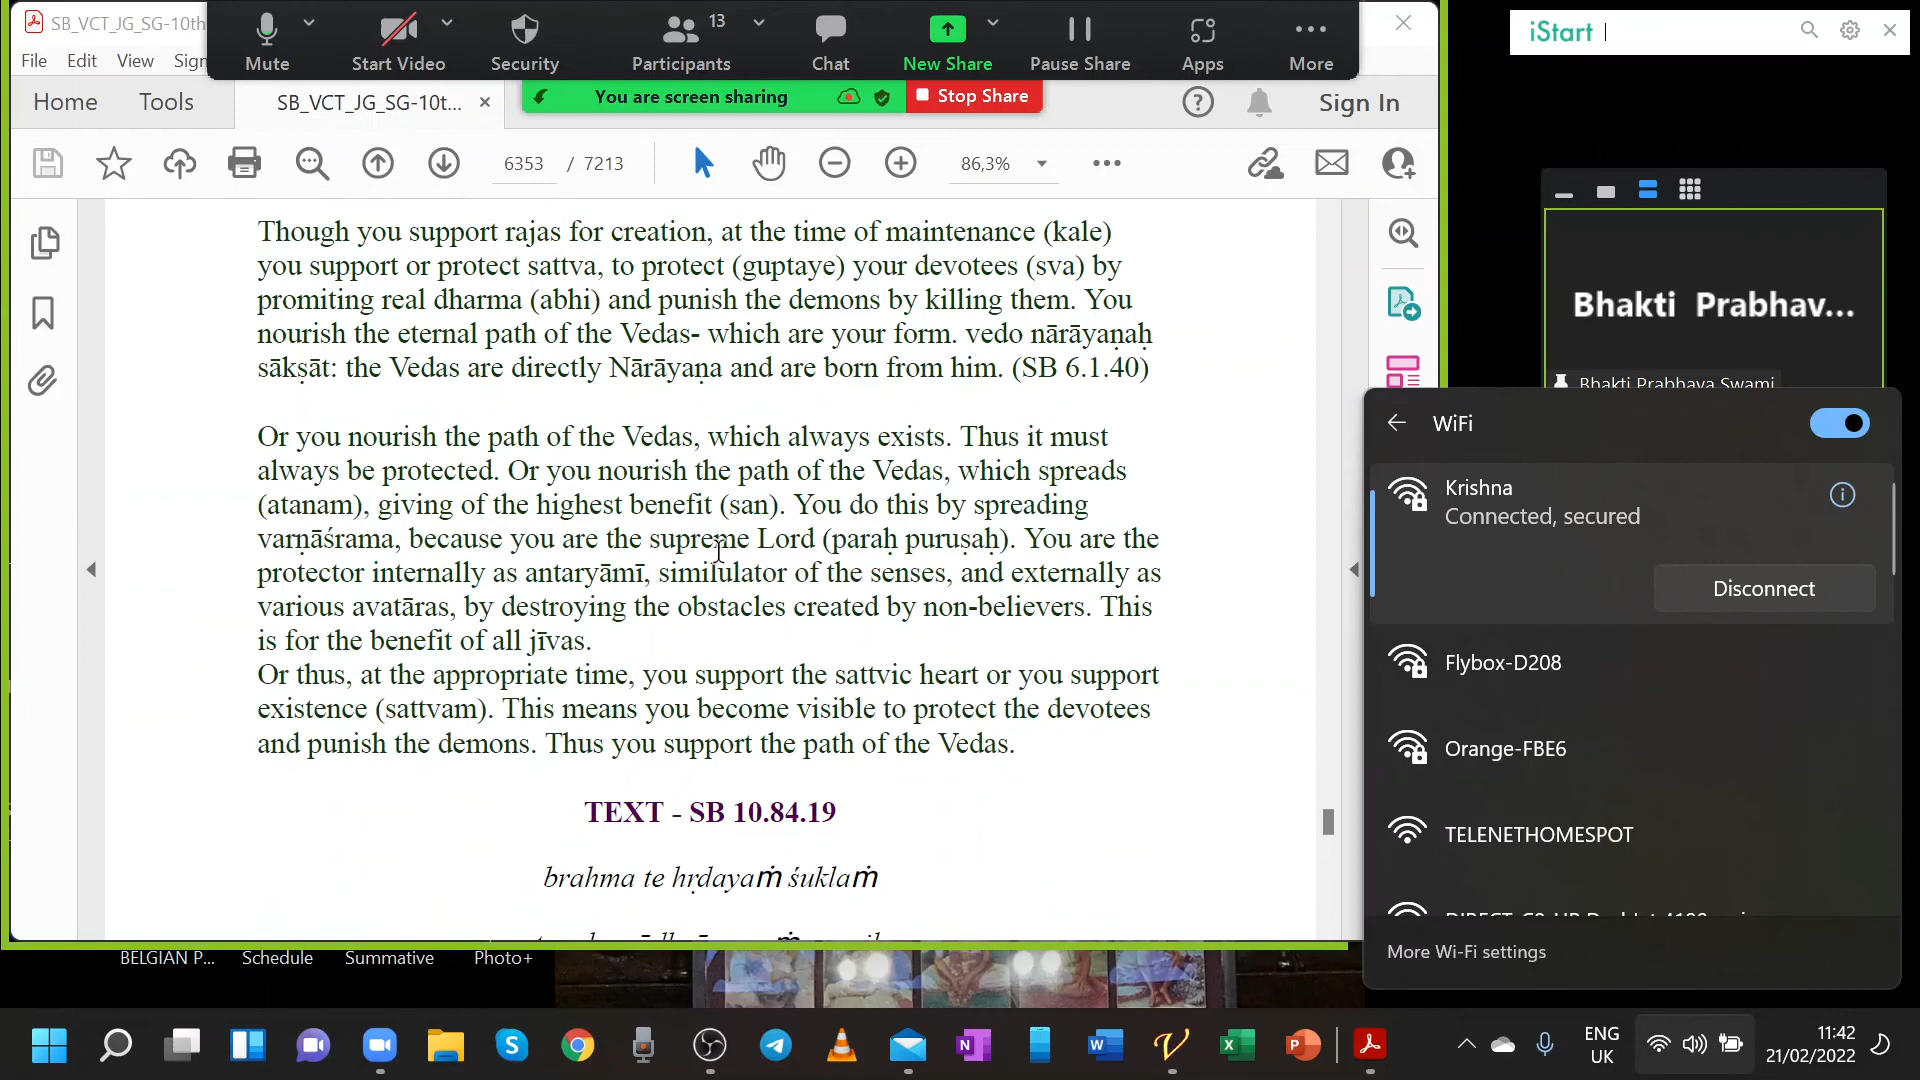 SB_VCT_JG_SG-10th
File Edit View Sign
Mute
Start Video
Security
13
Participants
Chat
New Share
Pause Share
Apps
More
You are screen sharing
Stop Share
Home
Tools
SB_VCT_JG_SG-10t...
Sign In
6353 / 7213
86,3%
Though you support rajas for creation, at the time of maintenance (kale)
you support or protect sattva, to protect (guptaye) your devotees (sva) by
promiting real dharma (abhi) and punish the demons by killing them. You
nourish the eternal path of the Vedas- which are your form. vedo nārāyaṇaḥ
sākṣāt: the Vedas are directly Nārāyaṇa and are born from him. (SB 6.1.40)
Or you nourish the path of the Vedas, which always exists. Thus it must
always be protected. Or you nourish the path of the Vedas, which spreads
(atanam), giving of the highest benefit (san). You do this by spreading
varṇāśrama, because you are the supreme Lord (paraḥ puruṣaḥ). You are the
protector internally as antaryāmī, similulator of the senses, and externally as
various avatāras, by destroying the obstacles created by non-believers. This
is for the benefit of all jīvas.
Or thus, at the appropriate time, you support the sattvic heart or you support
existence (sattvam). This means you become visible to protect the devotees
and punish the demons. Thus you support the path of the Vedas.
TEXT - SB 10.84.19
brahma te hṛdayaṁ śuklaṁ
iStart
Bhakti Prabhav...
Bhakti Prabhava Swami
WiFi
Krishna
Connected, secured
Disconnect
Flybox-D208
Orange-FBE6
TELENETHOMESPOT
More Wi-Fi settings
BELGIAN P...
Schedule
Summative
Photo+
ENG
UK
11:42
21/02/2022